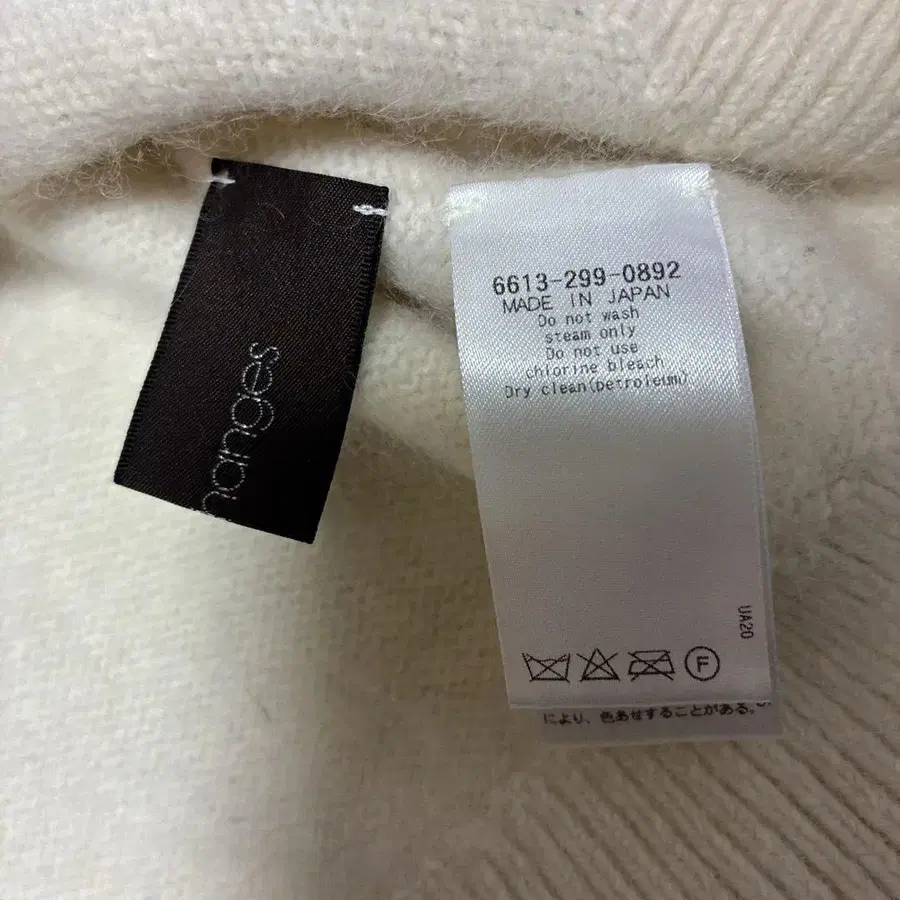 6613-299-0892
MADE IN JAPAN
Do not wash
steam only
Do not use
chlorine bleach
Dry clean(petroleum)
UA20
F
により、色あせすることがある。